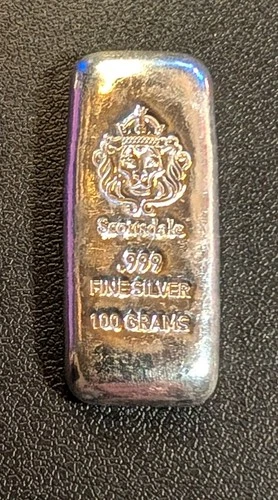 Scottsdale
.999
FINE SILVER
100 GRAMS